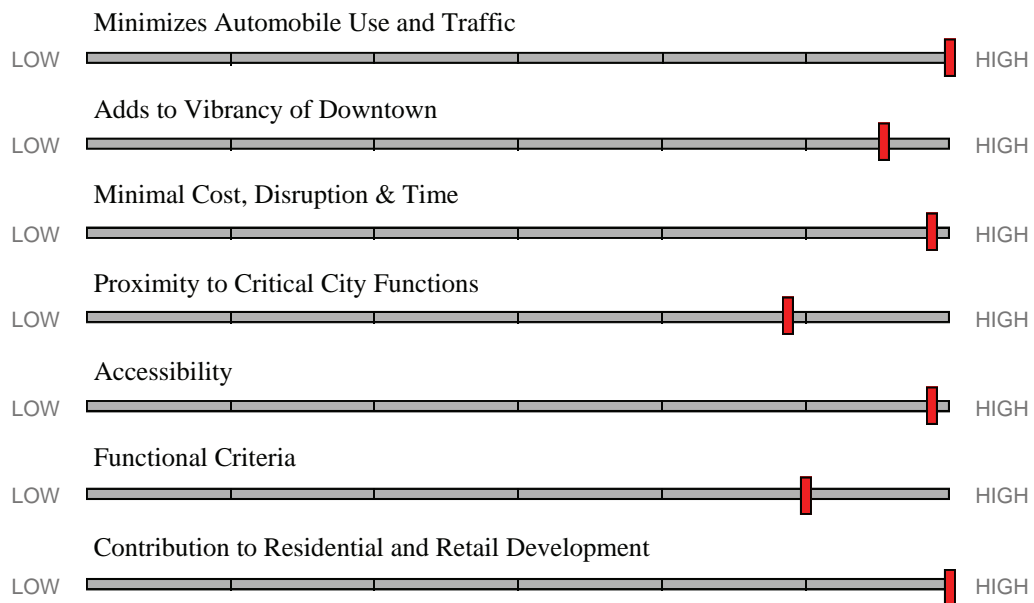 Minimizes Automobile Use and Traffic
LOW HIGH
Adds to Vibrancy of Downtown
LOW HIGH
Minimal Cost, Disruption & Time
LOW HIGH
Proximity to Critical City Functions
LOW HIGH
Accessibility
LOW HIGH
Functional Criteria
LOW HIGH
Contribution to Residential and Retail Development
LOW HIGH